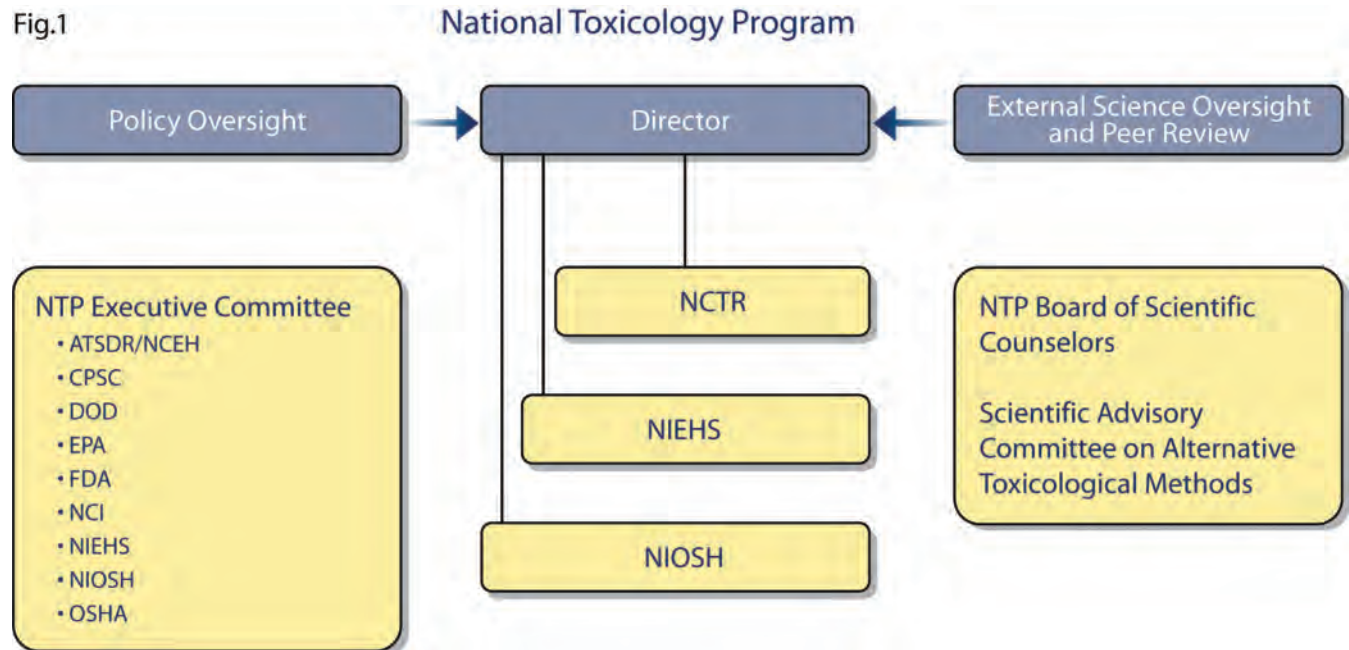 Fig.1
National Toxicology Program
Policy Oversight
Director
External Science Oversight
and Peer Review
NTP Executive Committee
• ATSDR/NCEH
• CPSC
• DOD
• EPA
• FDA
• NCI
• NIEHS
• NIOSH
• OSHA
NCTR
NIEHS
NIOSH
NTP Board of Scientific
Counselors
Scientific Advisory
Committee on Alternative
Toxicological Methods